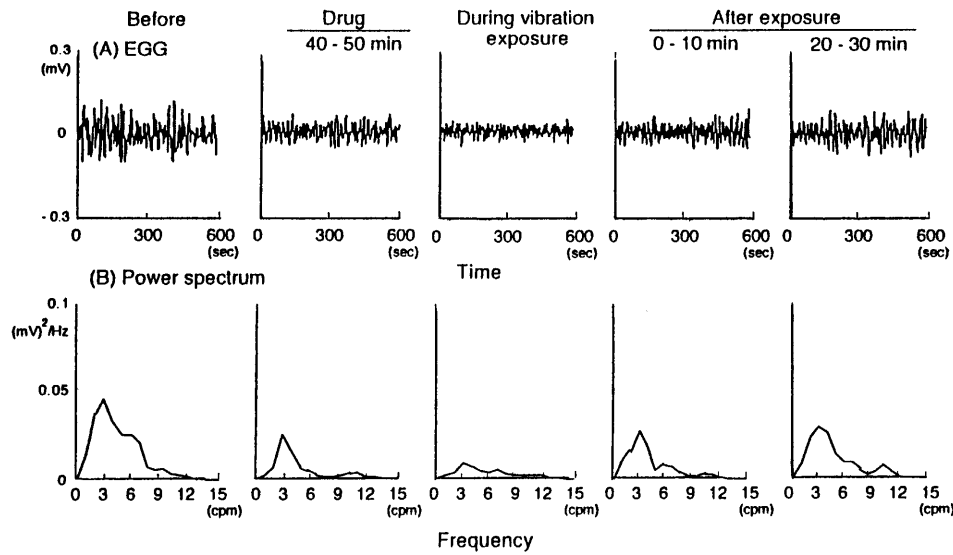 Before Drug During vibration After exposure
40 - 50 min exposure 0 - 10 min 20 - 30 min
(A) EGG
0.3
(mV)
0
- 0.3
0 300 600 0 300 600 0 300 600 0 300 600 0 300 600
(sec) (sec) (sec) (sec) (sec)
Time
(B) Power spectrum
0.1
(mV)²/Hz
0.05
0
0 3 6 9 12 15 0 3 6 9 12 15 0 3 6 9 12 15 0 3 6 9 12 15 0 3 6 9 12 15
(cpm) (cpm) (cpm) (cpm) (cpm)
Frequency